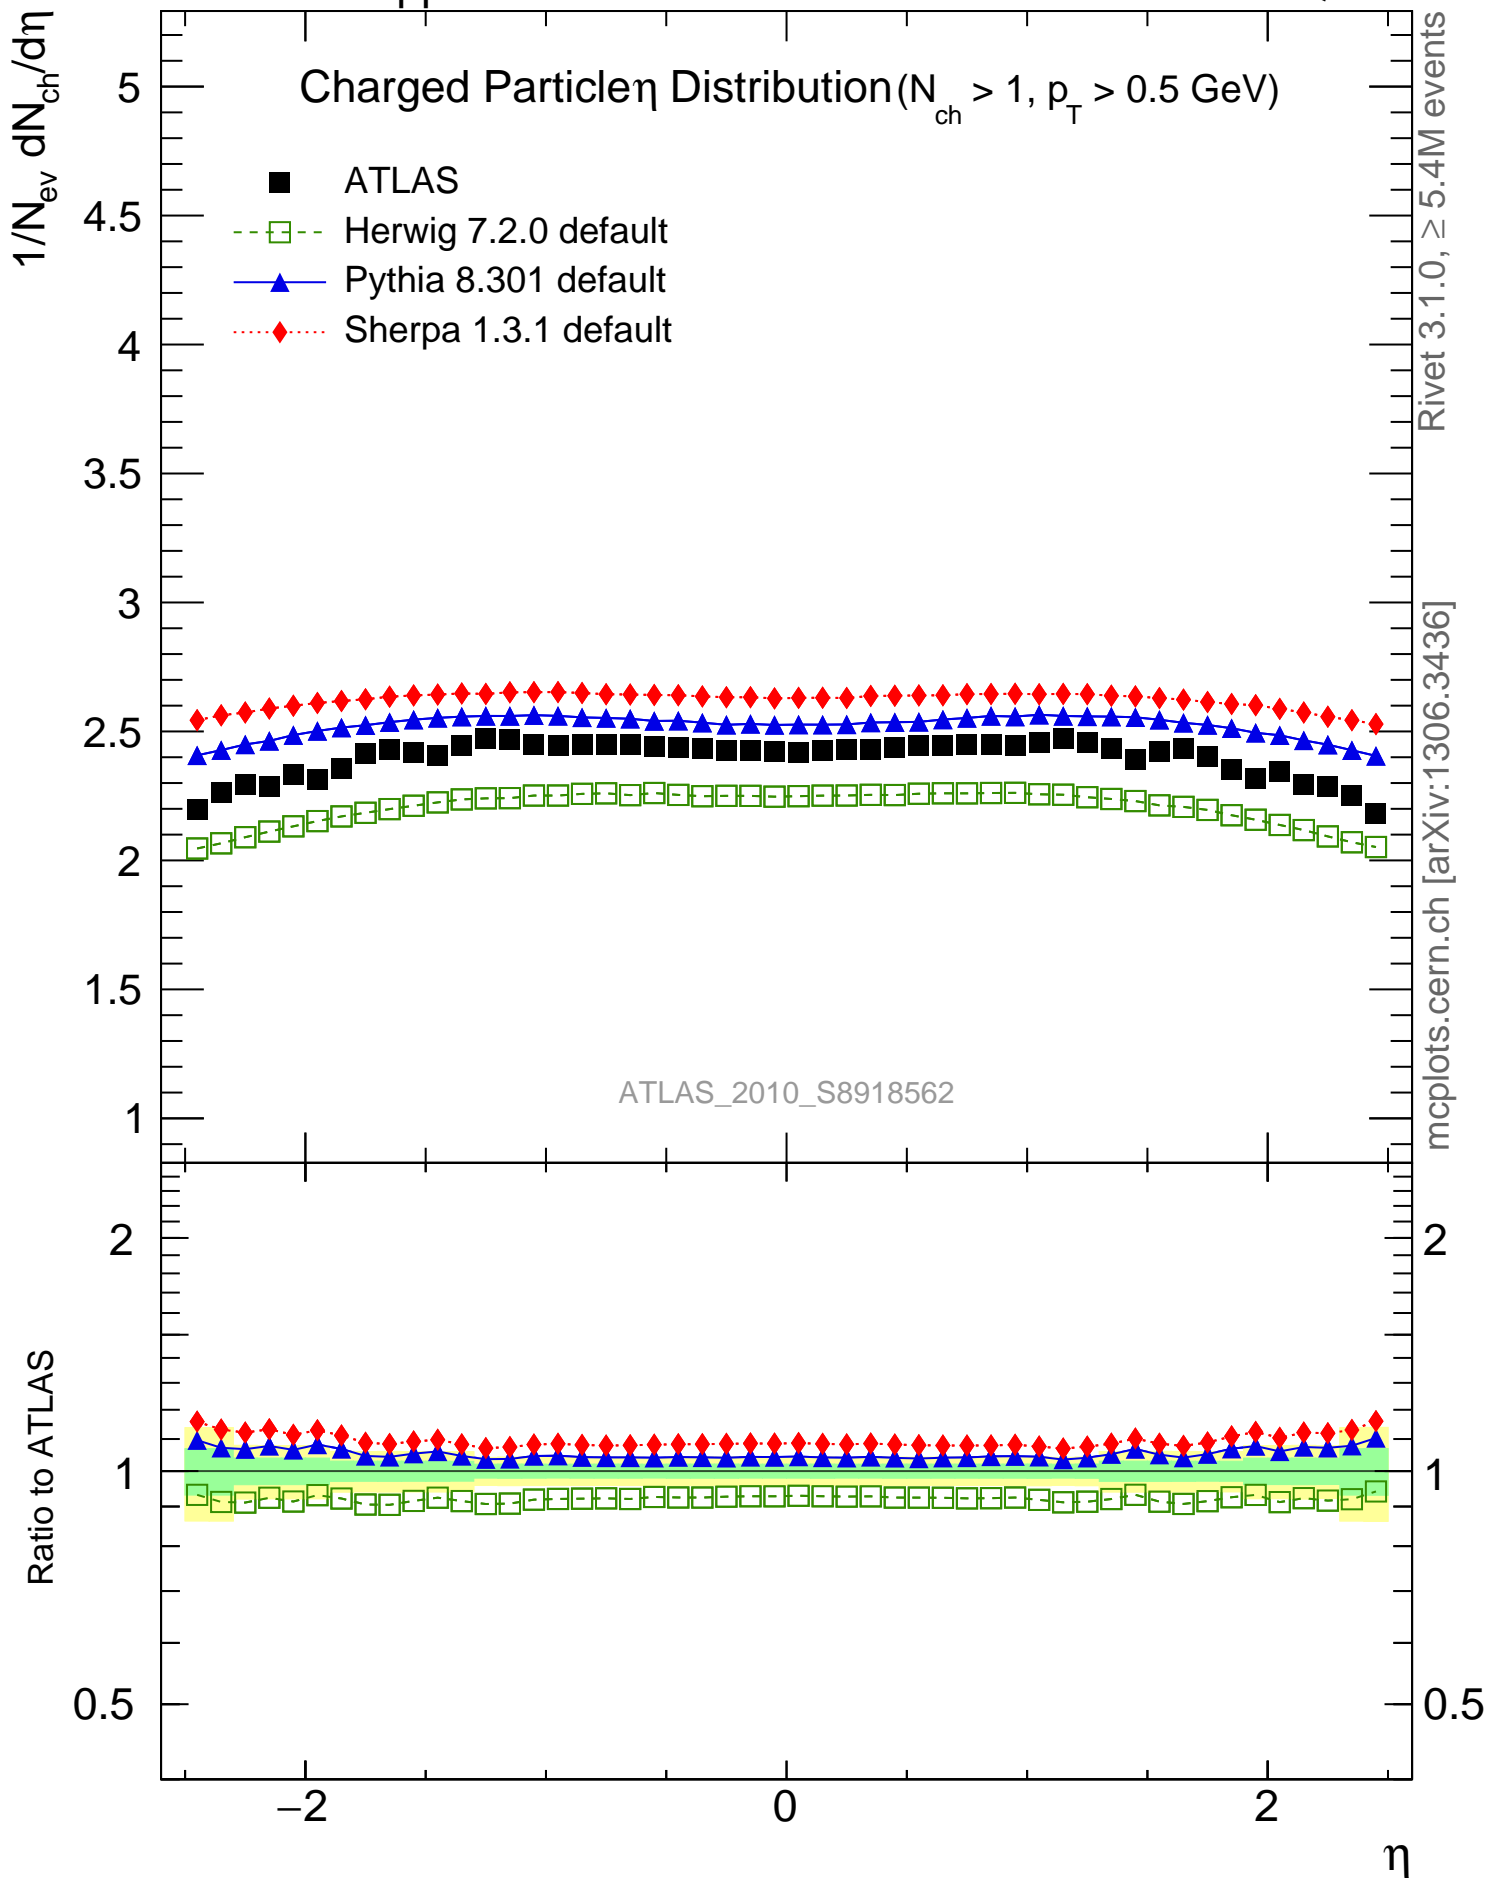 pp
1/N_ev dN_ch/dη
Charged Particleη Distribution (N_ch > 1, p_T > 0.5 GeV)
ATLAS
Herwig 7.2.0 default
Pythia 8.301 default
Sherpa 1.3.1 default
5
4.5
4
3.5
3
2.5
2
1.5
1
ATLAS_2010_S8918562
Rivet 3.1.0, ≥ 5.4M events
mcplots.cern.ch [arXiv:1306.3436]
Ratio to ATLAS
2
1
0.5
2
1
0.5
−2
0
2
η